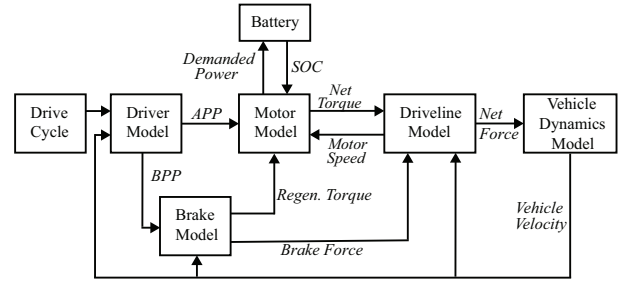 Battery
Demanded
Power
SOC
Drive
Cycle
Driver
Model
APP
Motor
Model
Net
Torque
Motor
Speed
Driveline
Model
Net
Force
Vehicle
Dynamics
Model
BPP
Brake
Model
Regen. Torque
Brake Force
Vehicle
Velocity